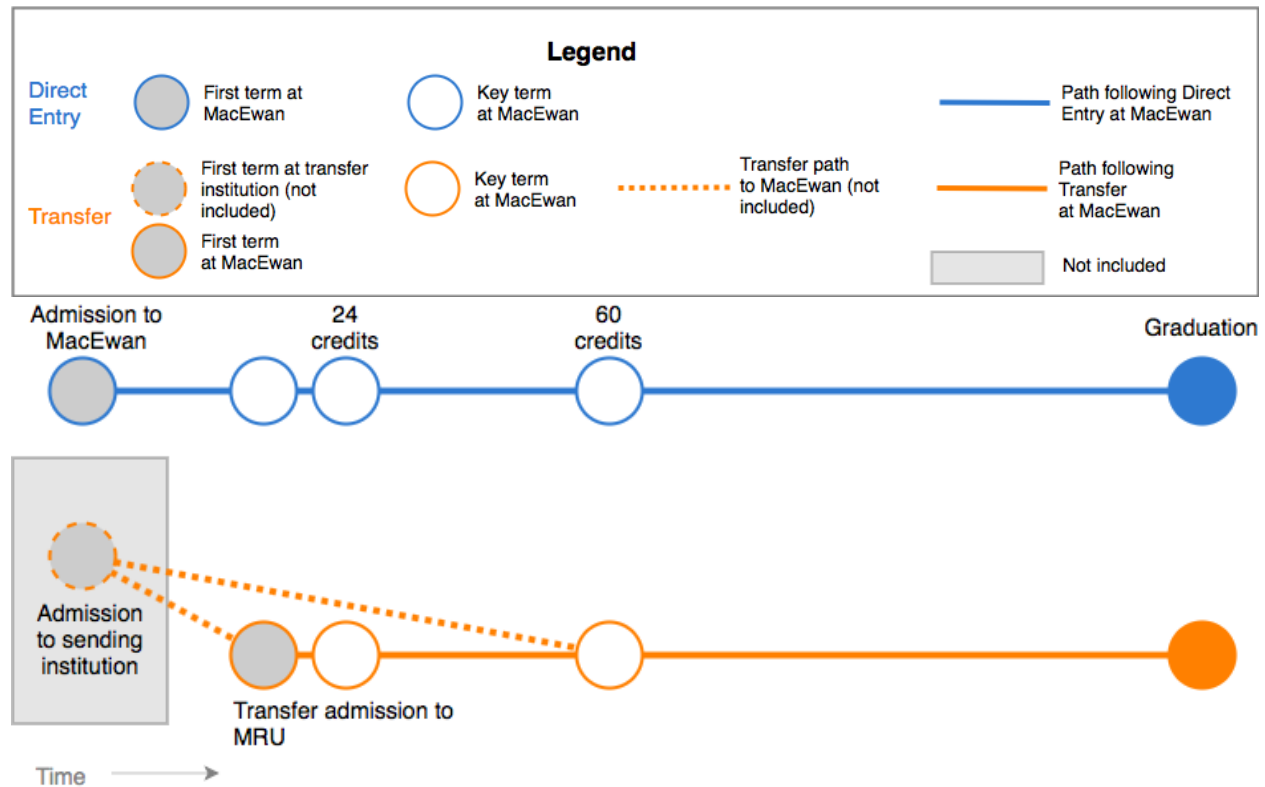 Legend
Direct
Entry
First term at
MacEwan
Key term
at MacEwan
Path following Direct
Entry at MacEwan
Transfer
First term at transfer
institution (not
included)
Key term
at MacEwan
Transfer path
to MacEwan (not
included)
Path following
Transfer
at MacEwan
First term
at MacEwan
Not included
Admission to
MacEwan
24
credits
60
credits
Graduation
Admission
to sending
institution
Transfer admission to
MRU
Time